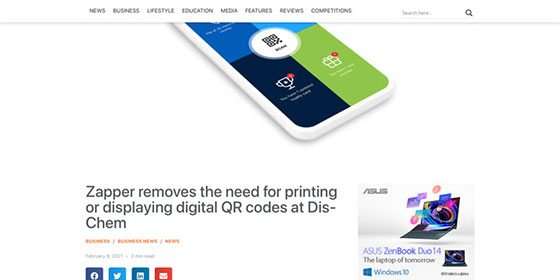 NEWS BUSINESS LIFESTYLE EDUCATION MEDIA FEATURES REVIEWS COMPETITIONS
Search here...
SCAN
Zapper removes the need for printing
or displaying digital QR codes at Dis-
Chem
BUSINESS / BUSINESS NEWS / NEWS
February 8, 2021 - 2 min read
ASUS
ASUS ZenBook Duo 14
The laptop of tomorrow
Windows 10